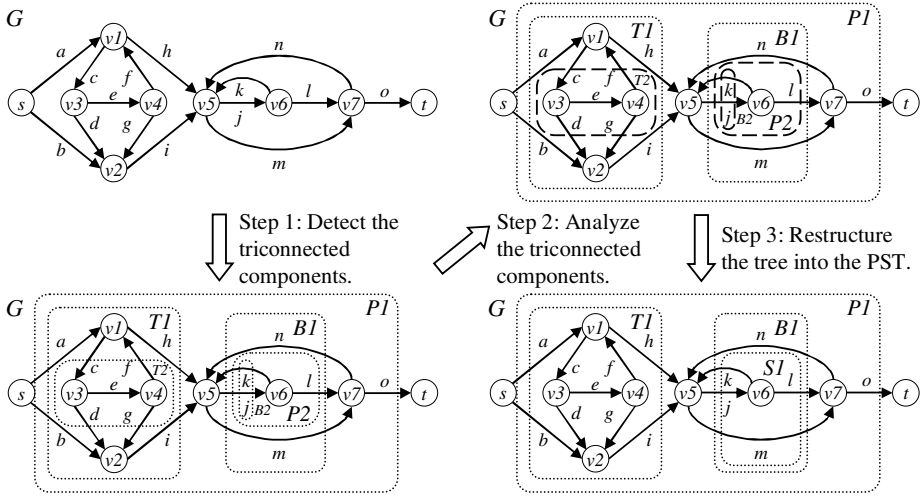 G
a
v1
h
n
c
f
s
v3
e
v4
v5
k
v6
l
v7
o
t
d
g
j
b
i
m
v2
G
P1
T1
B1
a
v1
h
n
c
f
T2
s
v3
e
v4
v5
k
v6
l
v7
o
t
d
g
j
B2
P2
b
i
m
v2
Step 1: Detect the
triconnected
components.
Step 2: Analyze
the triconnected
components.
Step 3: Restructure
the tree into the PST.
G
P1
T1
B1
a
v1
h
n
c
f
T2
s
v3
e
v4
v5
k
v6
l
v7
o
t
d
g
j
B2
P2
b
i
m
v2
G
P1
T1
B1
a
v1
h
n
c
f
S1
s
v3
e
v4
v5
k
v6
l
v7
o
t
d
g
j
b
i
m
v2